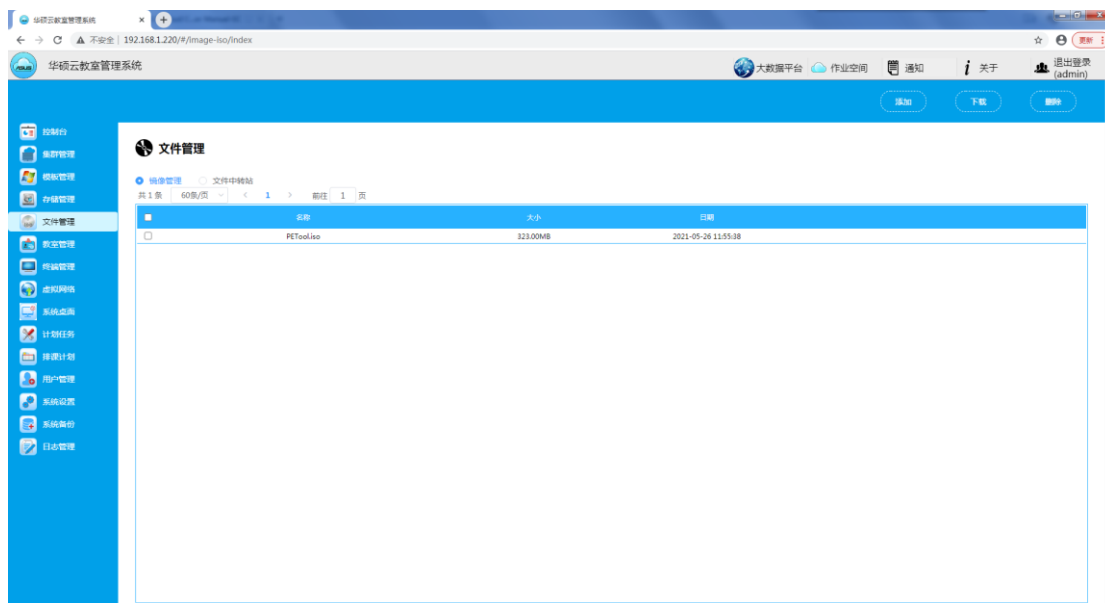 华硕云教室管理系统
不安全 192.168.1.220/#/image-iso/index
更新
ASUS 华硕云教室管理系统
大数据平台 作业空间 通知 关于 退出登录 (admin)
添加 下载 删除
控制台
集群管理
模板管理
存储管理
文件管理
教室管理
终端管理
虚拟网络
系统桌面
计划任务
排课计划
用户管理
系统设置
系统备份
日志管理
文件管理
镜像管理 文件中转站
共 1 条 60条/页 1 前往 1 页
名称 大小 日期
PETool.iso 323.00MB 2021-05-26 11:55:38